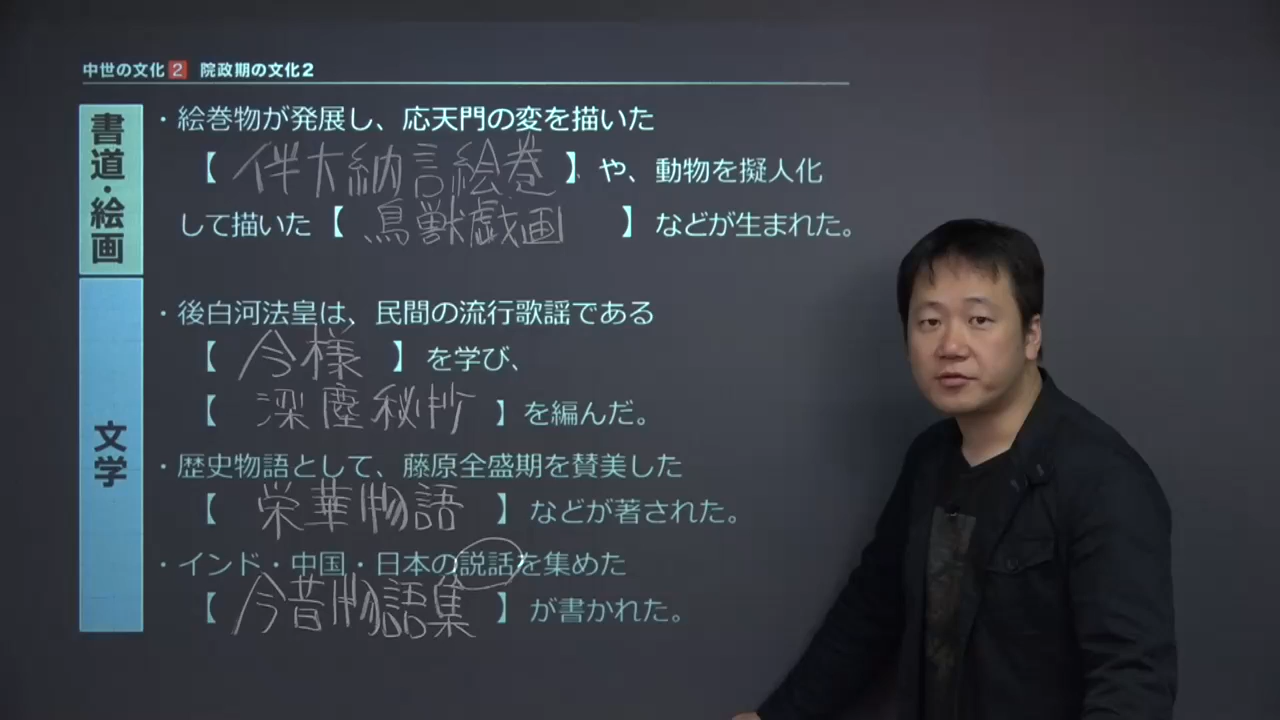 中世の文化2 院政期の文化2
書道・絵画
・絵巻物が発展し、応天門の変を描いた
【伴大納言絵巻】や、動物を擬人化
して描いた【鳥獣戯画】などが生まれた。
文学
・後白河法皇は、民間の流行歌謡である
【今様】を学び、
【梁塵秘抄】を編んだ。
・歴史物語として、藤原全盛期を賛美した
【栄華物語】などが著された。
・インド・中国・日本の説話を集めた
【今昔物語集】が書かれた。